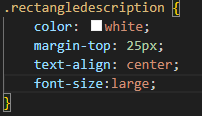 .rectangledescription {
color: white;
margin-top: 25px;
text-align: center;
font-size:large;
}